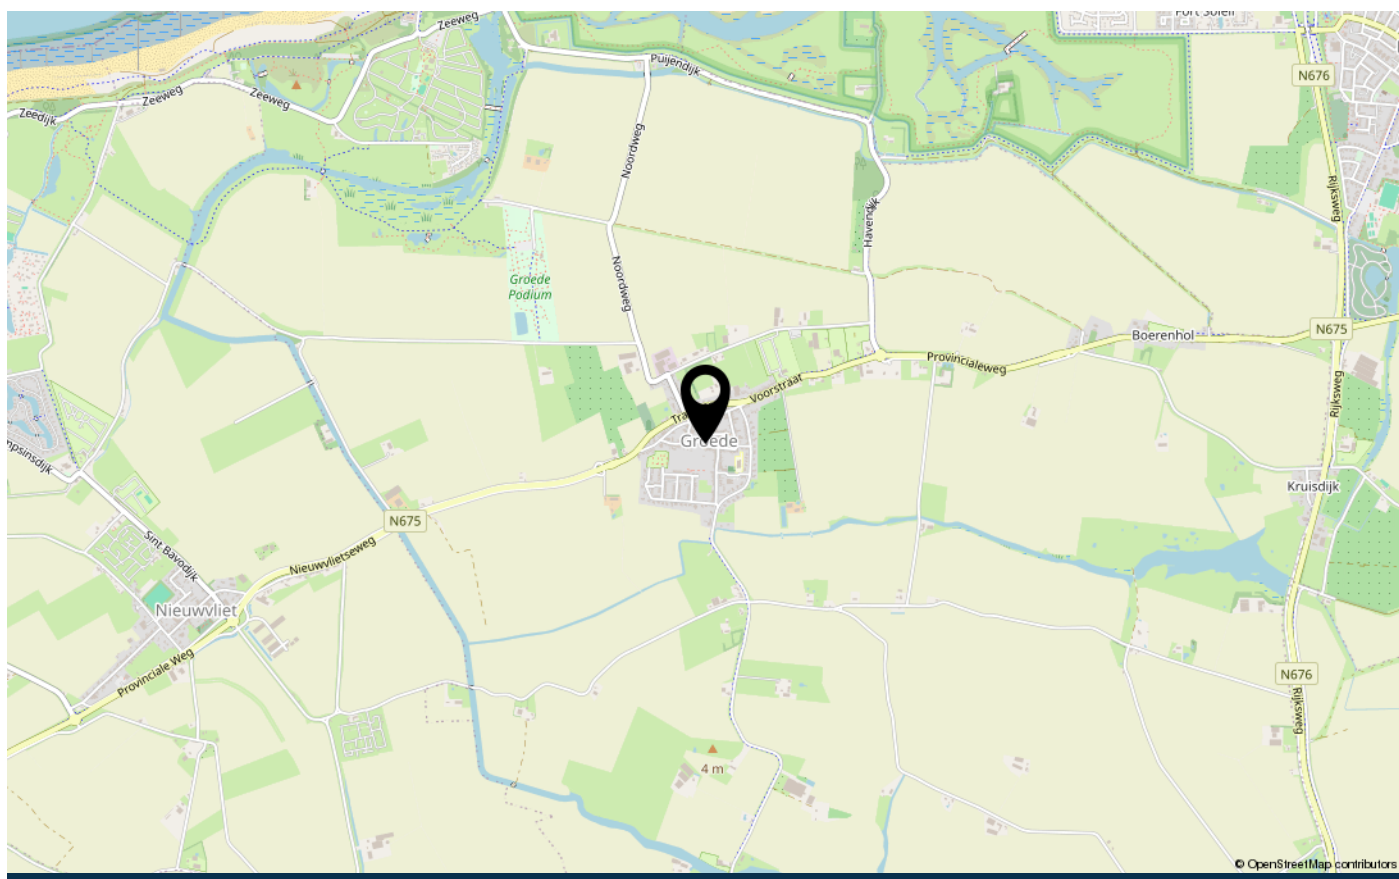 Fort Soleil
Zeeweg
Puijendijk
N676
Zeeweg
Zeeweg
Zeedijk
Noordweg
Rijksweg
Havendijk
Noordweg
Groede
Podium
N675
Boerenhol
Provincialeweg
Voorstraat
Rijksweg
Groede
Kruisdijk
N675
Sint Bavodijk
Nieuwvlietseweg
Nieuwvliet
Provinciale Weg
N676
Rijksweg
4 m
© OpenStreetMap contributors